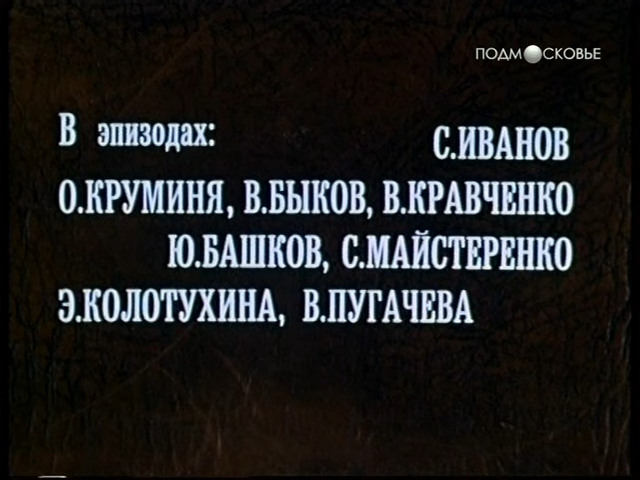 ПОДМОСКОВЬЕ
В эпизодах: С.ИВАНОВ
О.КРУМИНЯ, В.БЫКОВ, В.КРАВЧЕНКО
Ю.БАШКОВ, С.МАЙСТЕРЕНКО
Э.КОЛОТУХИНА, В.ПУГАЧЕВА